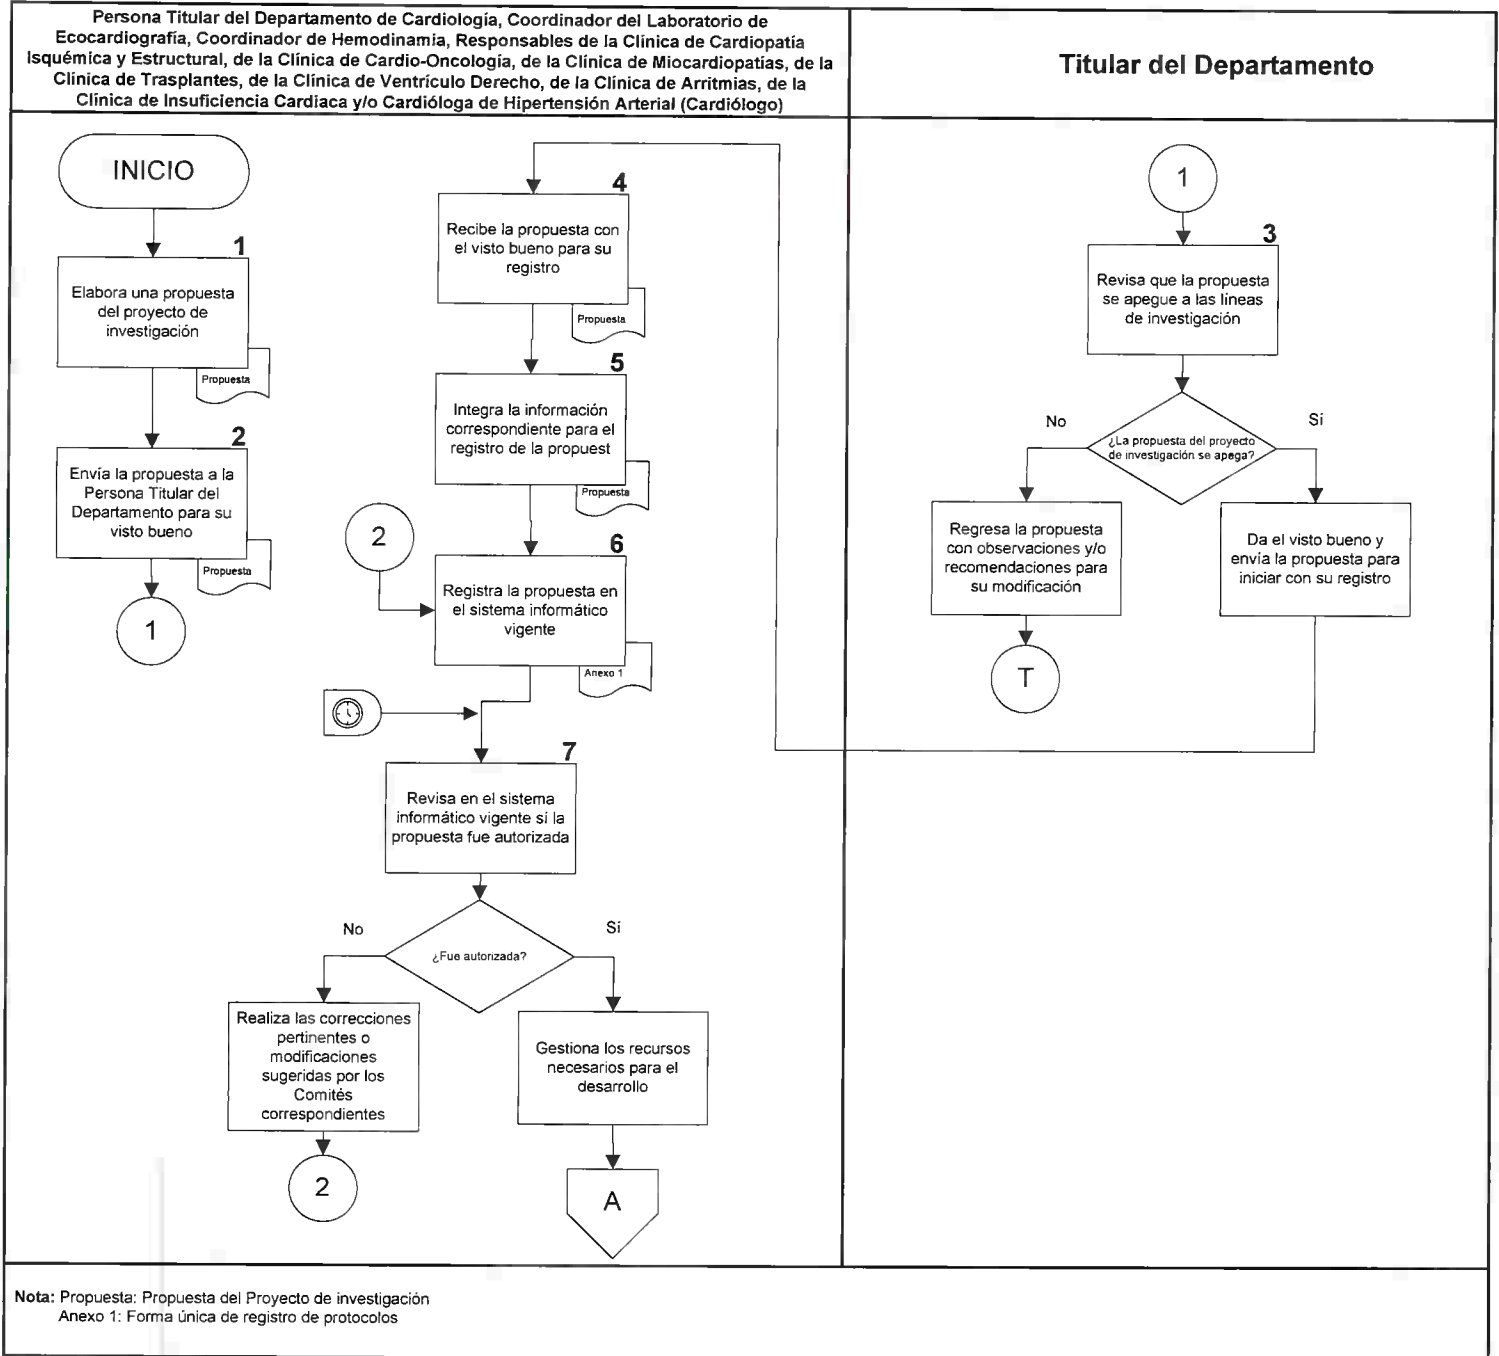 Persona Titular del Departamento de Cardiología, Coordinador del Laboratorio de
Ecocardiografía, Coordinador de Hemodinamia, Responsables de la Clínica de Cardiopatía
Isquémica y Estructural, de la Clínica de Cardio-Oncología, de la Clínica de Miocardiopatías, de la
Clínica de Trasplantes, de la Clínica de Ventrículo Derecho, de la Clínica de Arritmias, de la
Clínica de Insuficiencia Cardiaca y/o Cardióloga de Hipertensión Arterial (Cardiólogo)
Titular del Departamento
INICIO
1
Elabora una propuesta
del proyecto de
investigación
Propuesta
2
Envía la propuesta a la
Persona Titular del
Departamento para su
visto bueno
Propuesta
1
4
Recibe la propuesta con
el visto bueno para su
registro
Propuesta
5
Integra la información
correspondiente para el
registro de la propuest
Propuesta
2
6
Registra la propuesta en
el sistema informático
vigente
Anexo 1
7
Revisa en el sistema
informático vigente si la
propuesta fue autorizada
¿Fue autorizada?
No
Sí
Realiza las correcciones
pertinentes o
modificaciones
sugeridas por los
Comités
correspondientes
2
Gestiona los recursos
necesarios para el
desarrollo
A
1
3
Revisa que la propuesta
se apegue a las líneas
de investigación
No
Sí
¿La propuesta del proyecto
de investigación se apega?
Regresa la propuesta
con observaciones y/o
recomendaciones para
su modificación
T
Da el visto bueno y
envía la propuesta para
iniciar con su registro
Nota: Propuesta: Propuesta del Proyecto de investigación
Anexo 1: Forma única de registro de protocolos